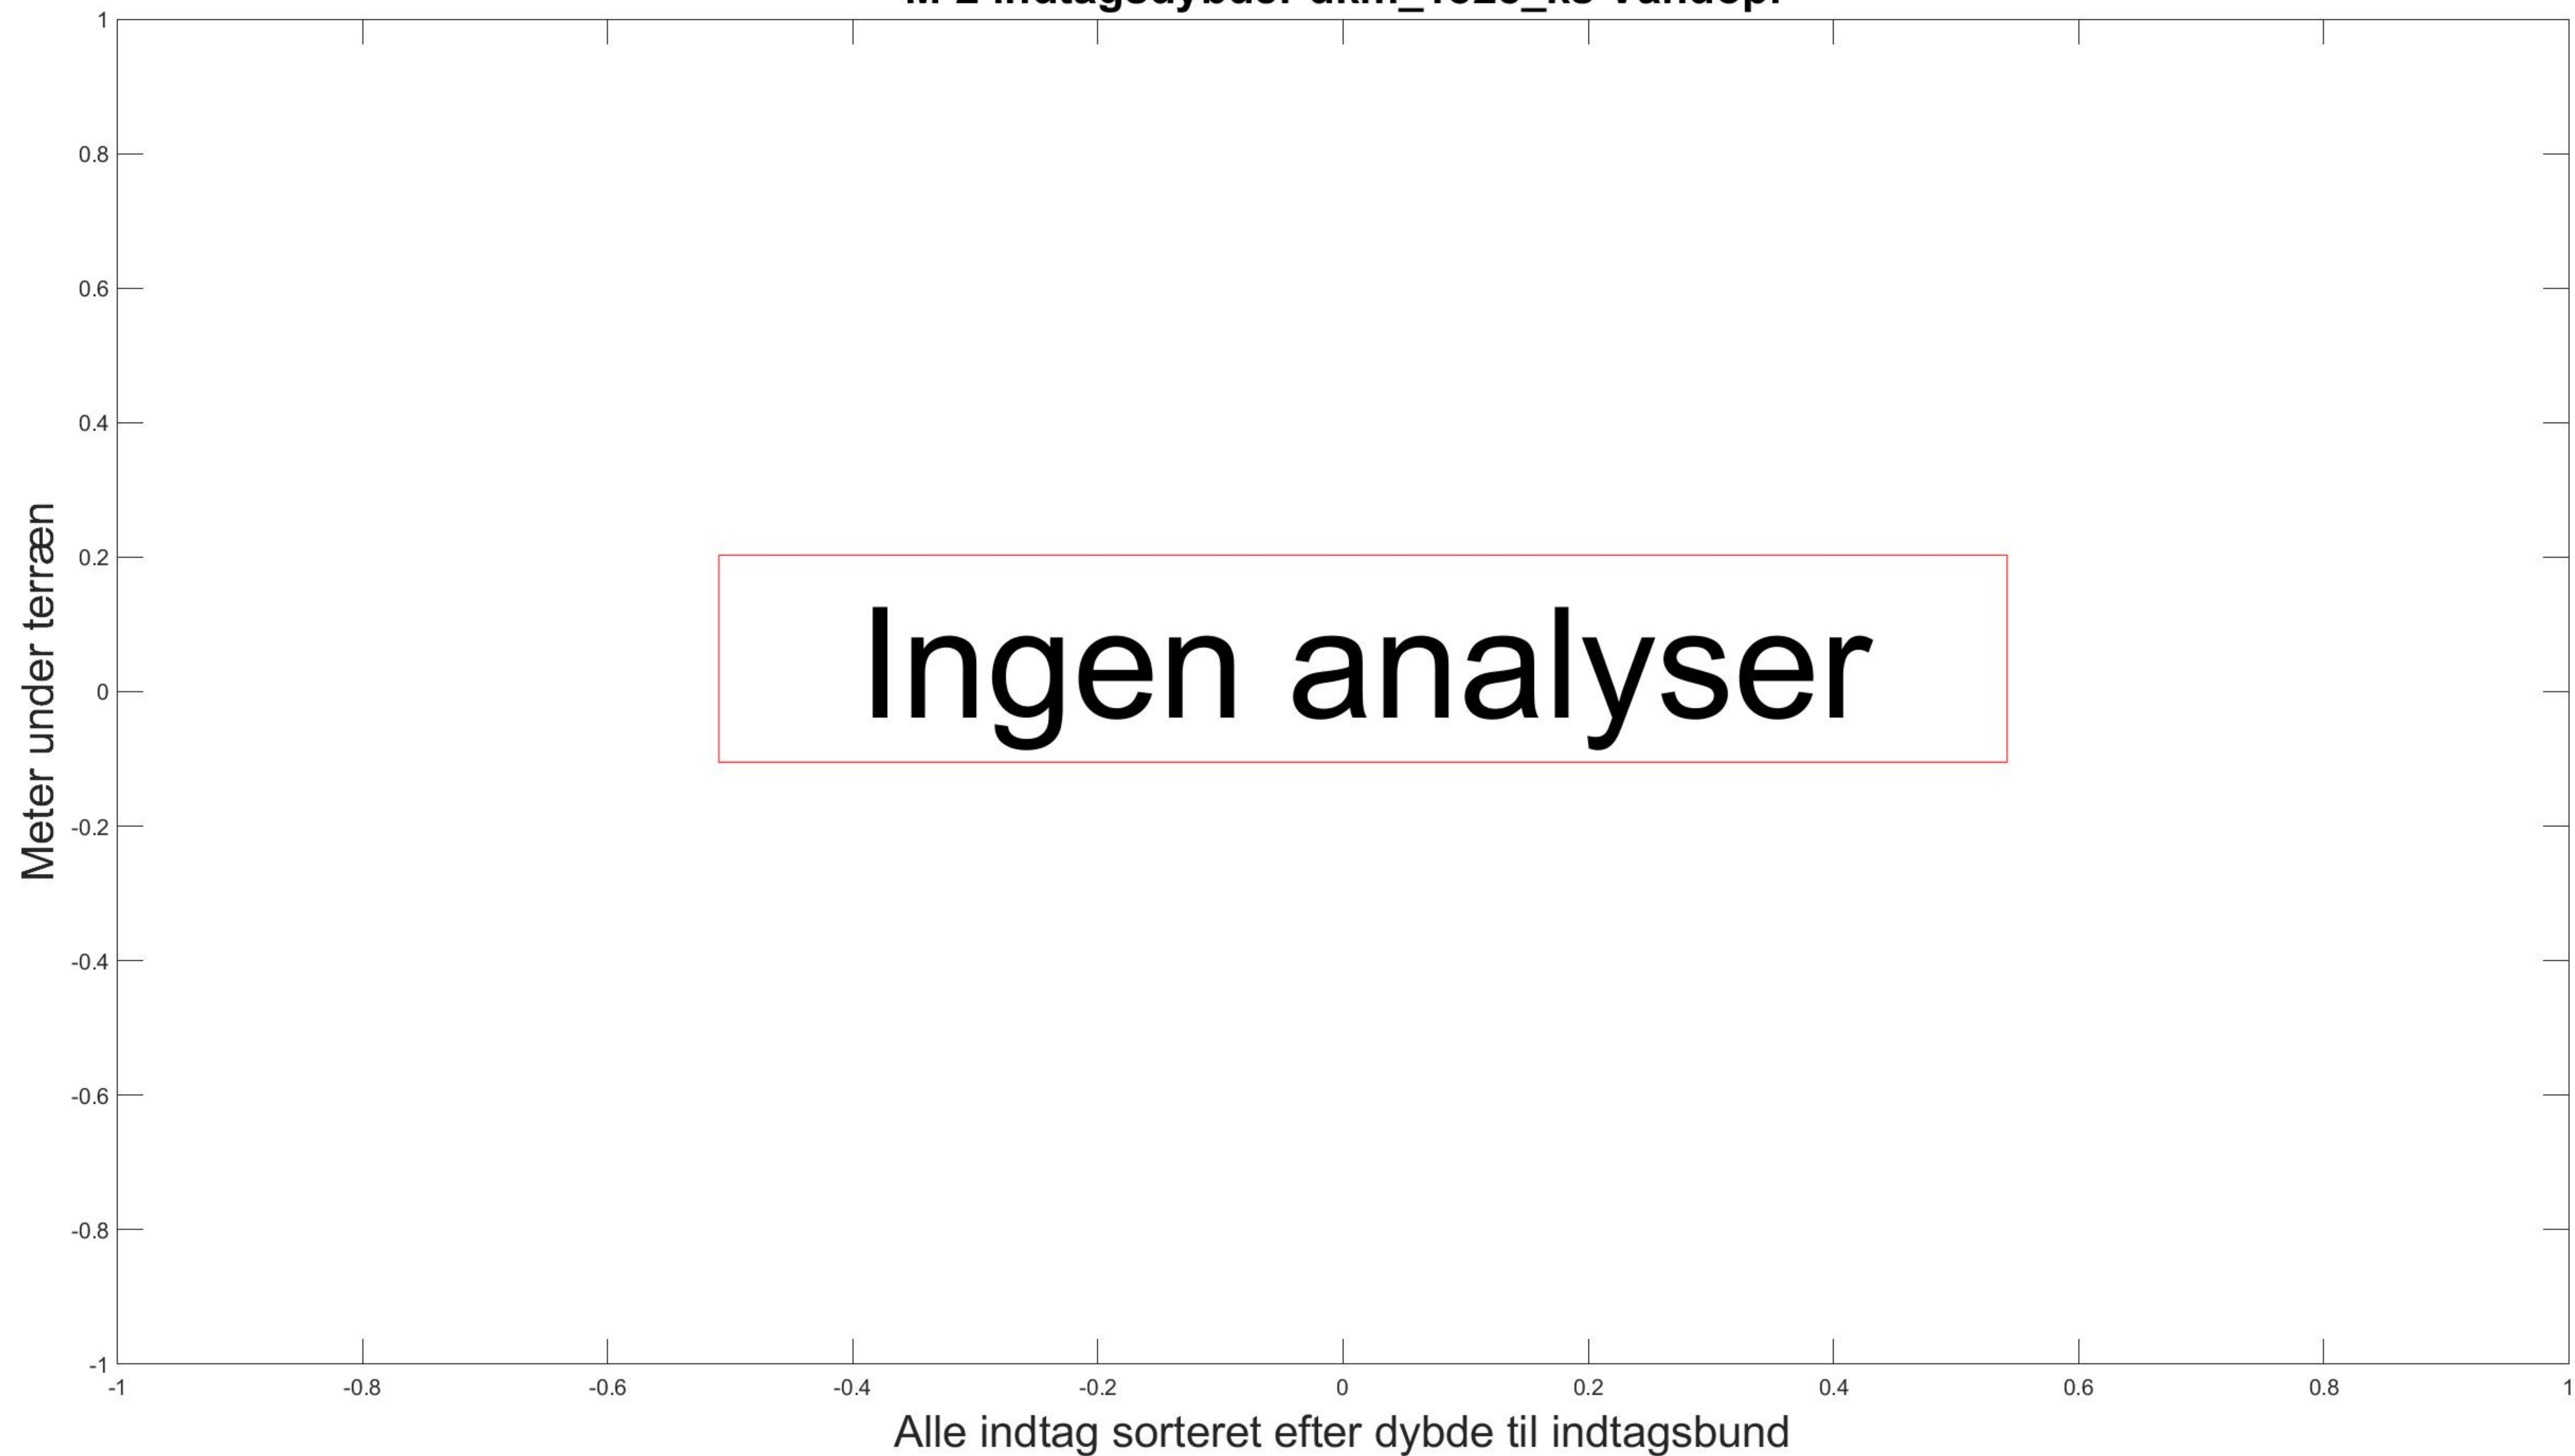 1
0.8
0.6
0.4
0.2
0
-0.2
-0.4
-0.6
-0.8
-1
Meter under terræn
Ingen analyser
-1 -0.8 -0.6 -0.4 -0.2 0 0.2 0.4 0.6 0.8 1
Alle indtag sorteret efter dybde til indtagsbund